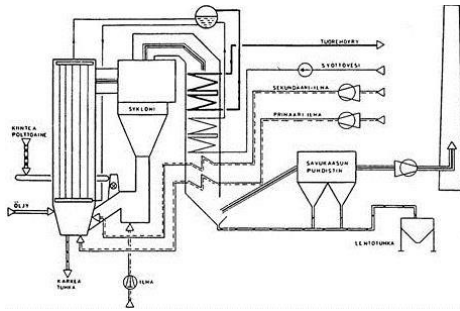 TUOREHÖYRY
SYÖTTÖVESI
SEKUNDAARI-ILMA
PRIMAARI-ILMA
SYKLONI
KIINTEÄ
POLTTOAINE
SAVUKAASUN
PUHDISTIN
ÖLJY
LENTOTUHKA
KARKEA
TUHKA
ILMA